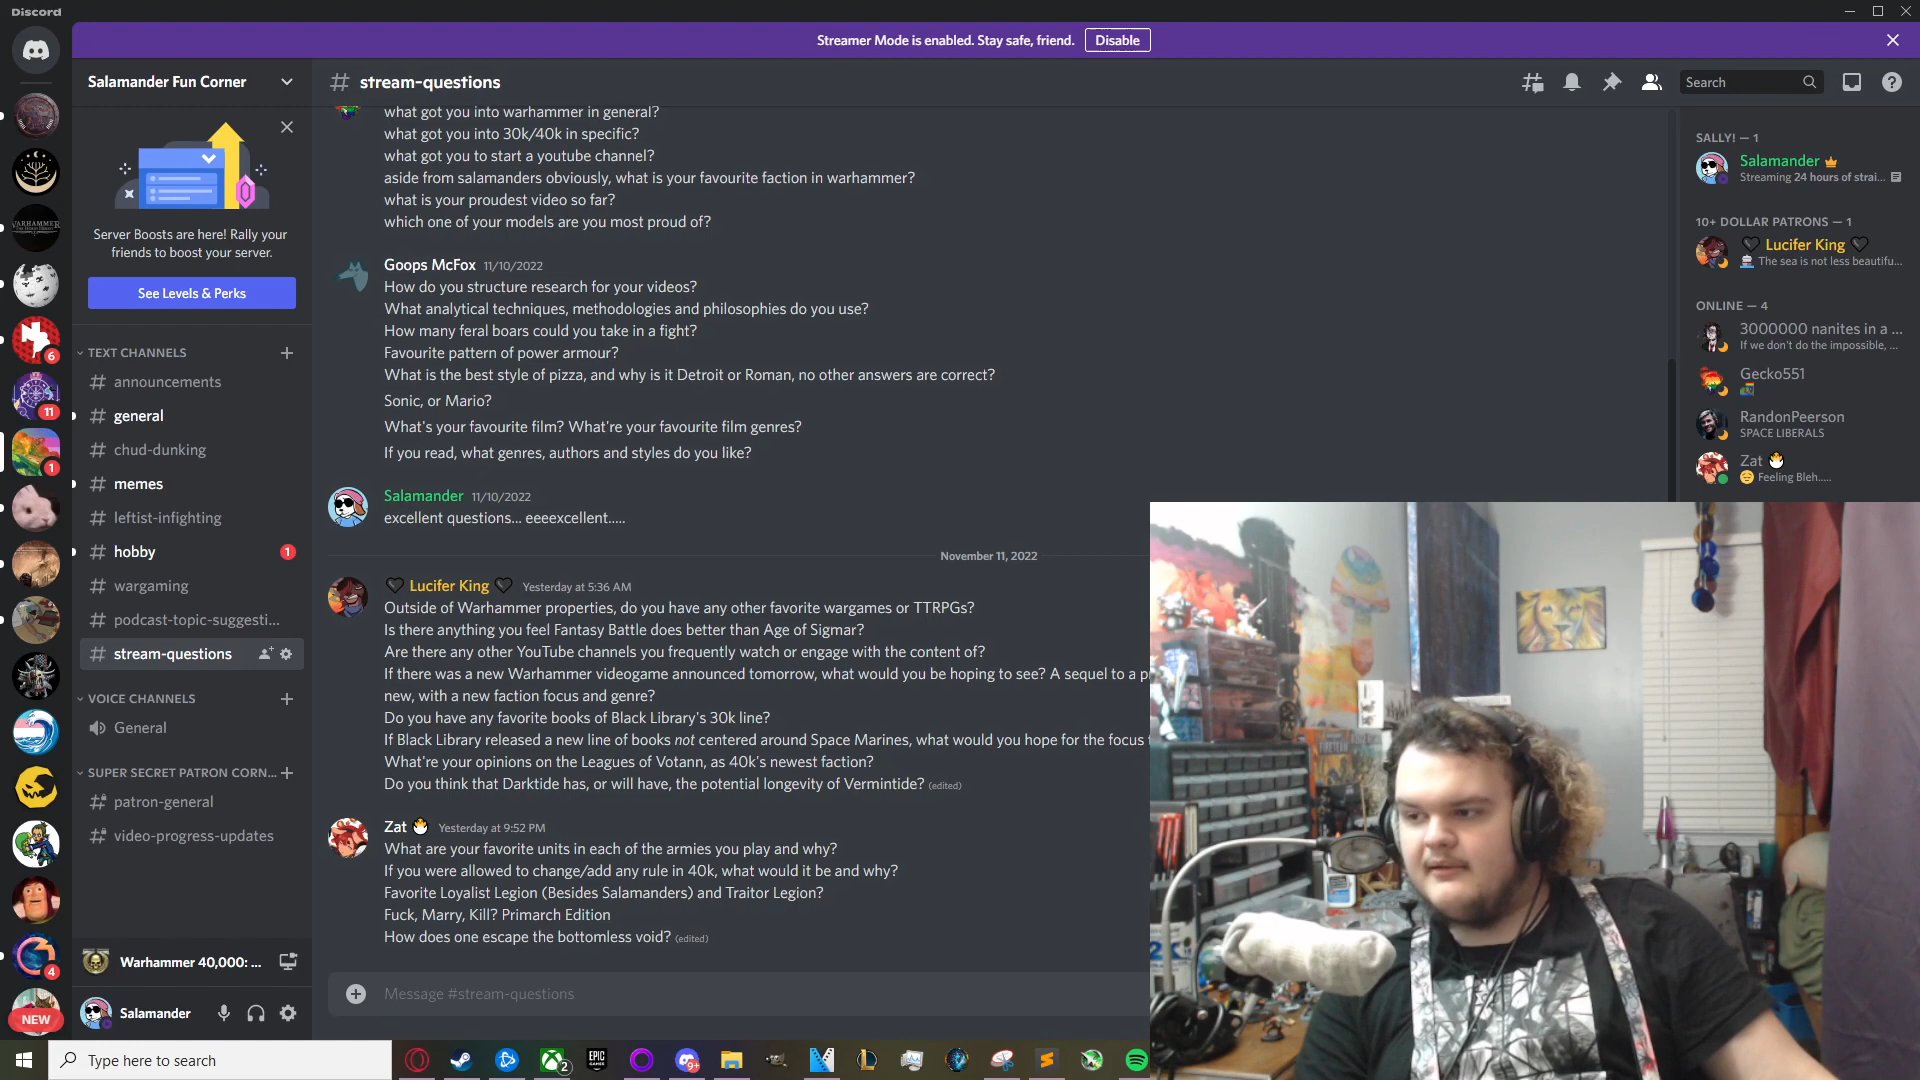 Discord
Streamer Mode is enabled. Stay safe, friend. Disable
Salamander Fun Corner
stream-questions
Search
Server Boosts are here! Rally your
friends to boost your server.
See Levels & Perks
TEXT CHANNELS
announcements
general
chud-dunking
memes
leftist-infighting
hobby 1
wargaming
podcast-topic-suggesti...
stream-questions
VOICE CHANNELS
General
SUPER SECRET PATRON CORN...
patron-general
video-progress-updates
Warhammer 40,000: ...
Salamander
WARHAMMER
6
11
1
4
NEW
what got you into warhammer in general?
what got you into 30k/40k in specific?
what got you to start a youtube channel?
aside from salamanders obviously, what is your favourite faction in warhammer?
what is your proudest video so far?
which one of your models are you most proud of?
Goops McFox 11/10/2022
How do you structure research for your videos?
What analytical techniques, methodologies and philosophies do you use?
How many feral boars could you take in a fight?
Favourite pattern of power armour?
What is the best style of pizza, and why is it Detroit or Roman, no other answers are correct?
Sonic, or Mario?
What's your favourite film? What're your favourite film genres?
If you read, what genres, authors and styles do you like?
Salamander 11/10/2022
excellent questions... eeeexcellent.....
November 11, 2022
Lucifer King Yesterday at 5:36 AM
Outside of Warhammer properties, do you have any other favorite wargames or TTRPGs?
Is there anything you feel Fantasy Battle does better than Age of Sigmar?
Are there any other YouTube channels you frequently watch or engage with the content of?
If there was a new Warhammer videogame announced tomorrow, what would you be hoping to see? A sequel to a p
new, with a new faction focus and genre?
Do you have any favorite books of Black Library's 30k line?
If Black Library released a new line of books not centered around Space Marines, what would you hope for the focus
What're your opinions on the Leagues of Votann, as 40k's newest faction?
Do you think that Darktide has, or will have, the potential longevity of Vermintide? (edited)
Zat Yesterday at 9:52 PM
What are your favorite units in each of the armies you play and why?
If you were allowed to change/add any rule in 40k, what would it be and why?
Favorite Loyalist Legion (Besides Salamanders) and Traitor Legion?
Fuck, Marry, Kill? Primarch Edition
How does one escape the bottomless void? (edited)
Message #stream-questions
SALLY! — 1
Salamander
Streaming 24 hours of strai...
10+ DOLLAR PATRONS — 1
Lucifer King
The sea is not less beautifu...
ONLINE — 4
3000000 nanites in a ...
If we don't do the impossible, ...
Gecko551
RandonPeerson
SPACE LIBERALS
Zat
Feeling Bleh.....
FIRETEAM
Type here to search
2
EPIC
GAMES
9+